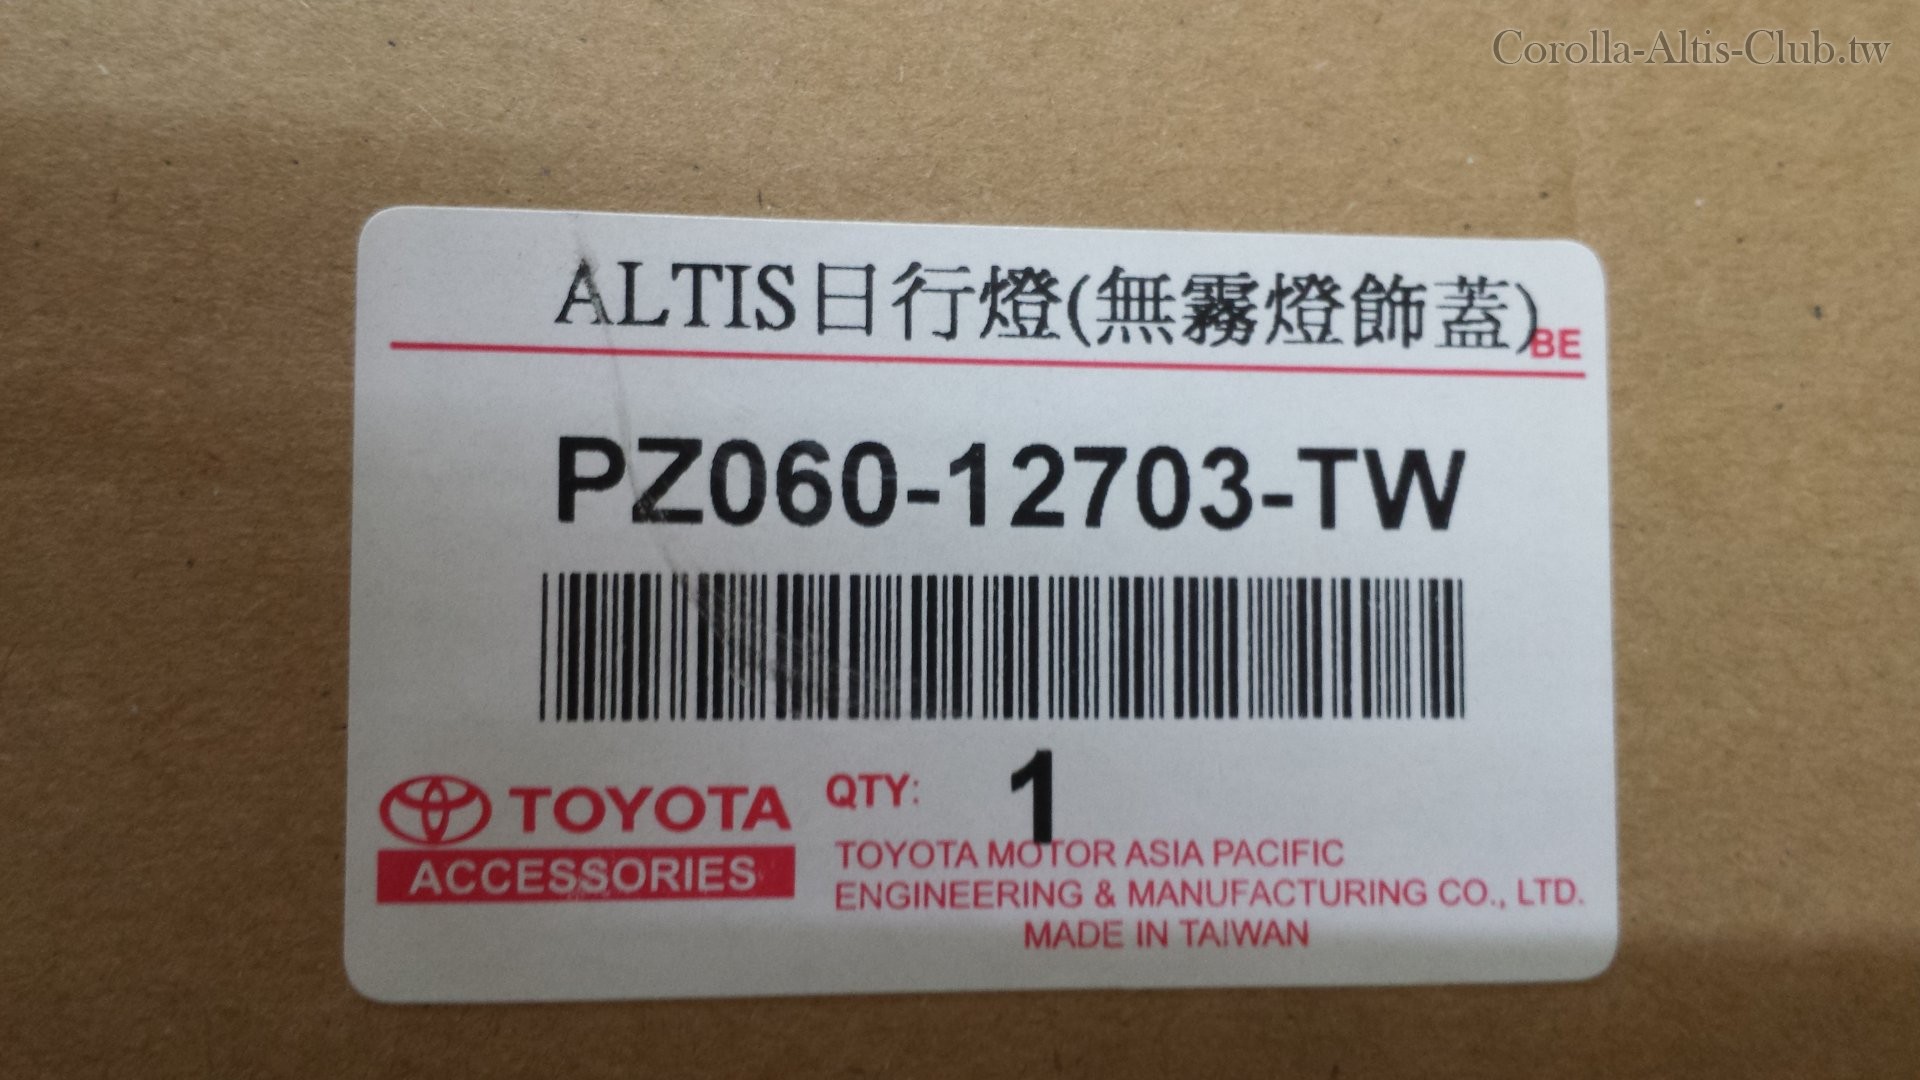 Corolla-Altis-Club.tw
ALTIS日行燈(無霧燈飾蓋)
BE
PZ060-12703-TW
QTY: 1
TOYOTA
ACCESSORIES
TOYOTA MOTOR ASIA PACIFIC
ENGINEERING & MANUFACTURING CO., LTD.
MADE IN TAIWAN